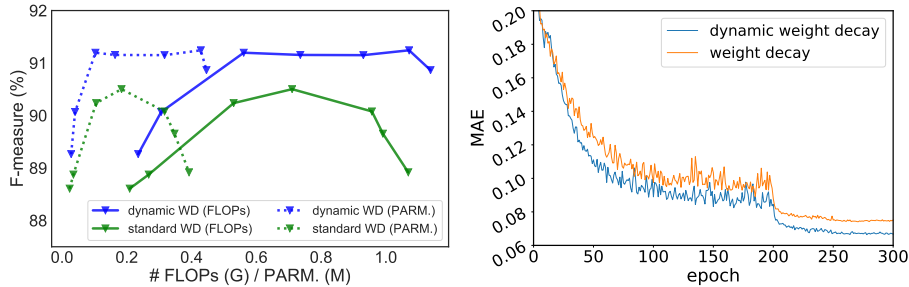 92
91
90
89
88
F-measure (%)
0.0 0.2 0.4 0.6 0.8 1.0
# FLOPs (G) / PARM. (M)
dynamic WD (FLOPs) dynamic WD (PARM.)
standard WD (FLOPs) standard WD (PARM.)
0.20
0.18
0.16
0.14
0.12
0.10
0.08
0.06
MAE
0 50 100 150 200 250 300
epoch
dynamic weight decay
weight decay